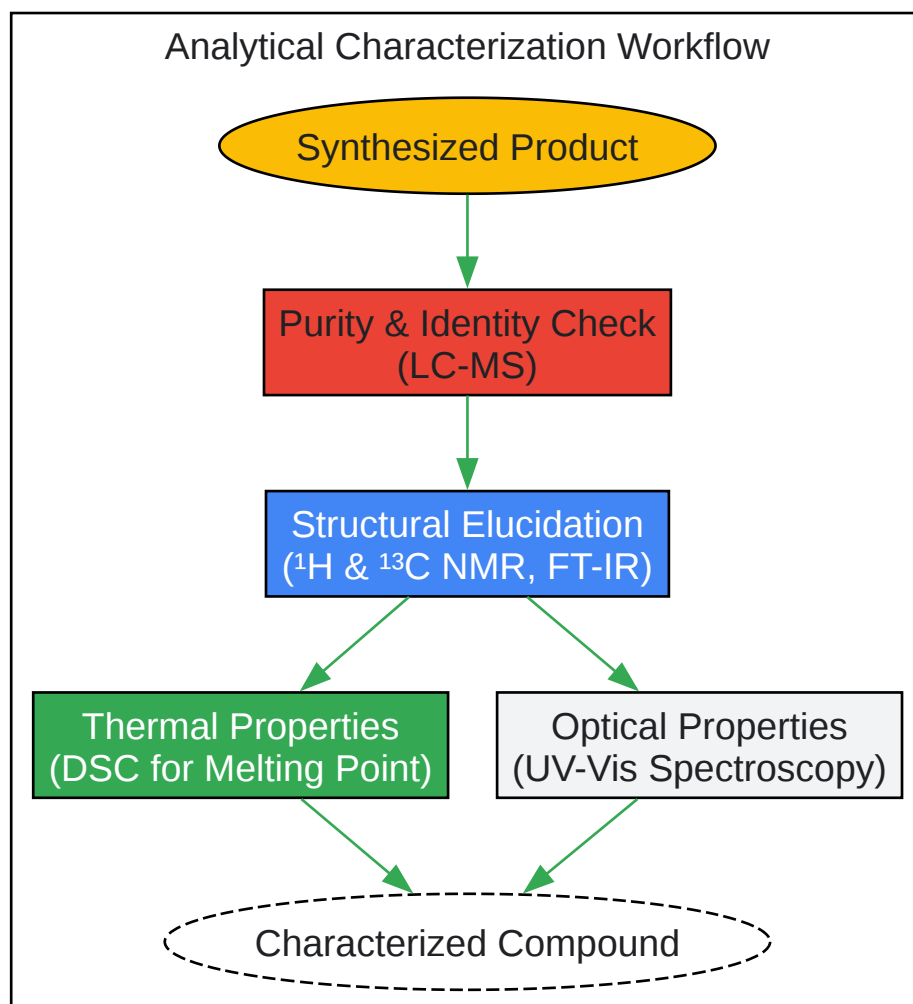 Analytical Characterization Workflow
Synthesized Product
Purity & Identity Check
(LC-MS)
Structural Elucidation
(¹H & ¹³C NMR, FT-IR)
Thermal Properties
(DSC for Melting Point)
Optical Properties
(UV-Vis Spectroscopy)
Characterized Compound